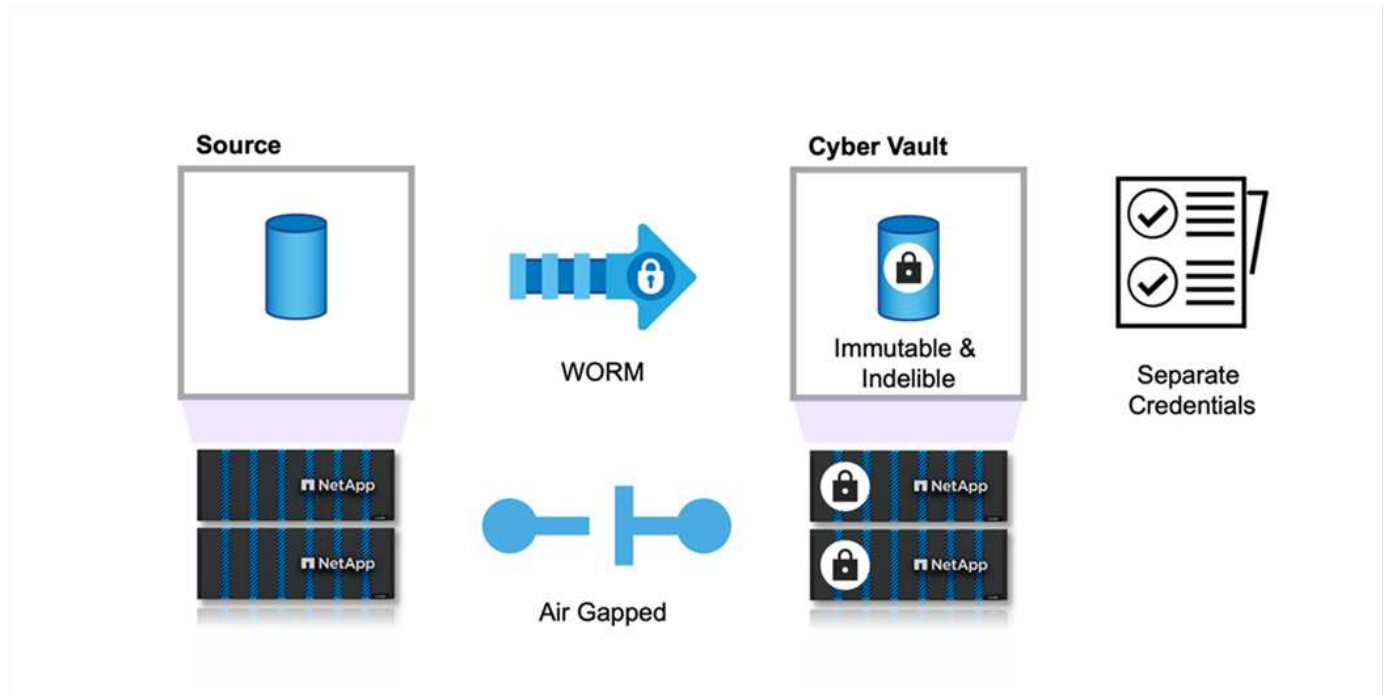 Source
Cyber Vault
WORM
Immutable &
Indelible
Separate
Credentials
NetApp
NetApp
NetApp
NetApp
Air Gapped